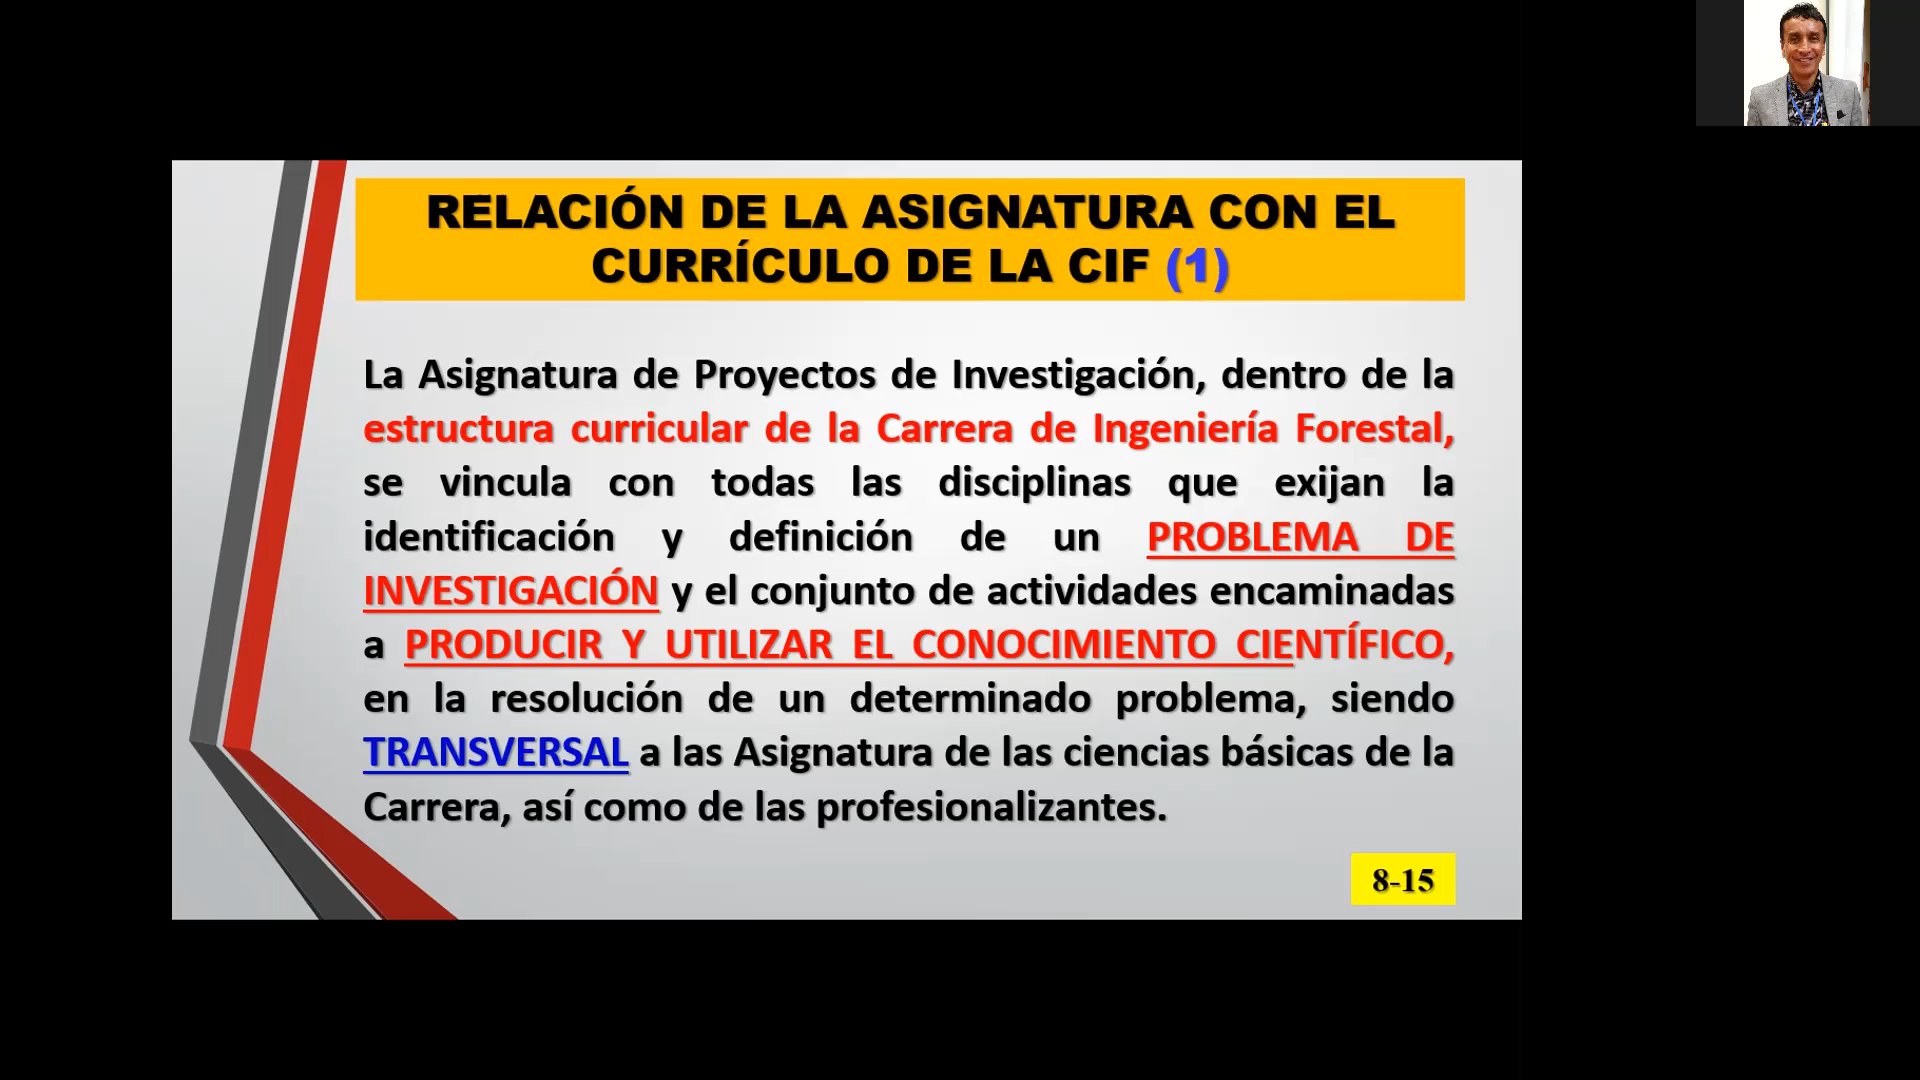 RELACIÓN DE LA ASIGNATURA CON EL
CURRÍCULO DE LA CIF (1)
La Asignatura de Proyectos de Investigación, dentro de la
estructura curricular de la Carrera de Ingeniería Forestal,
se vincula con todas las disciplinas que exijan la
identificación y definición de un PROBLEMA DE
INVESTIGACIÓN y el conjunto de actividades encaminadas
a PRODUCIR Y UTILIZAR EL CONOCIMIENTO CIENTÍFICO,
en la resolución de un determinado problema, siendo
TRANSVERSAL a las Asignatura de las ciencias básicas de la
Carrera, así como de las profesionalizantes.
8-15